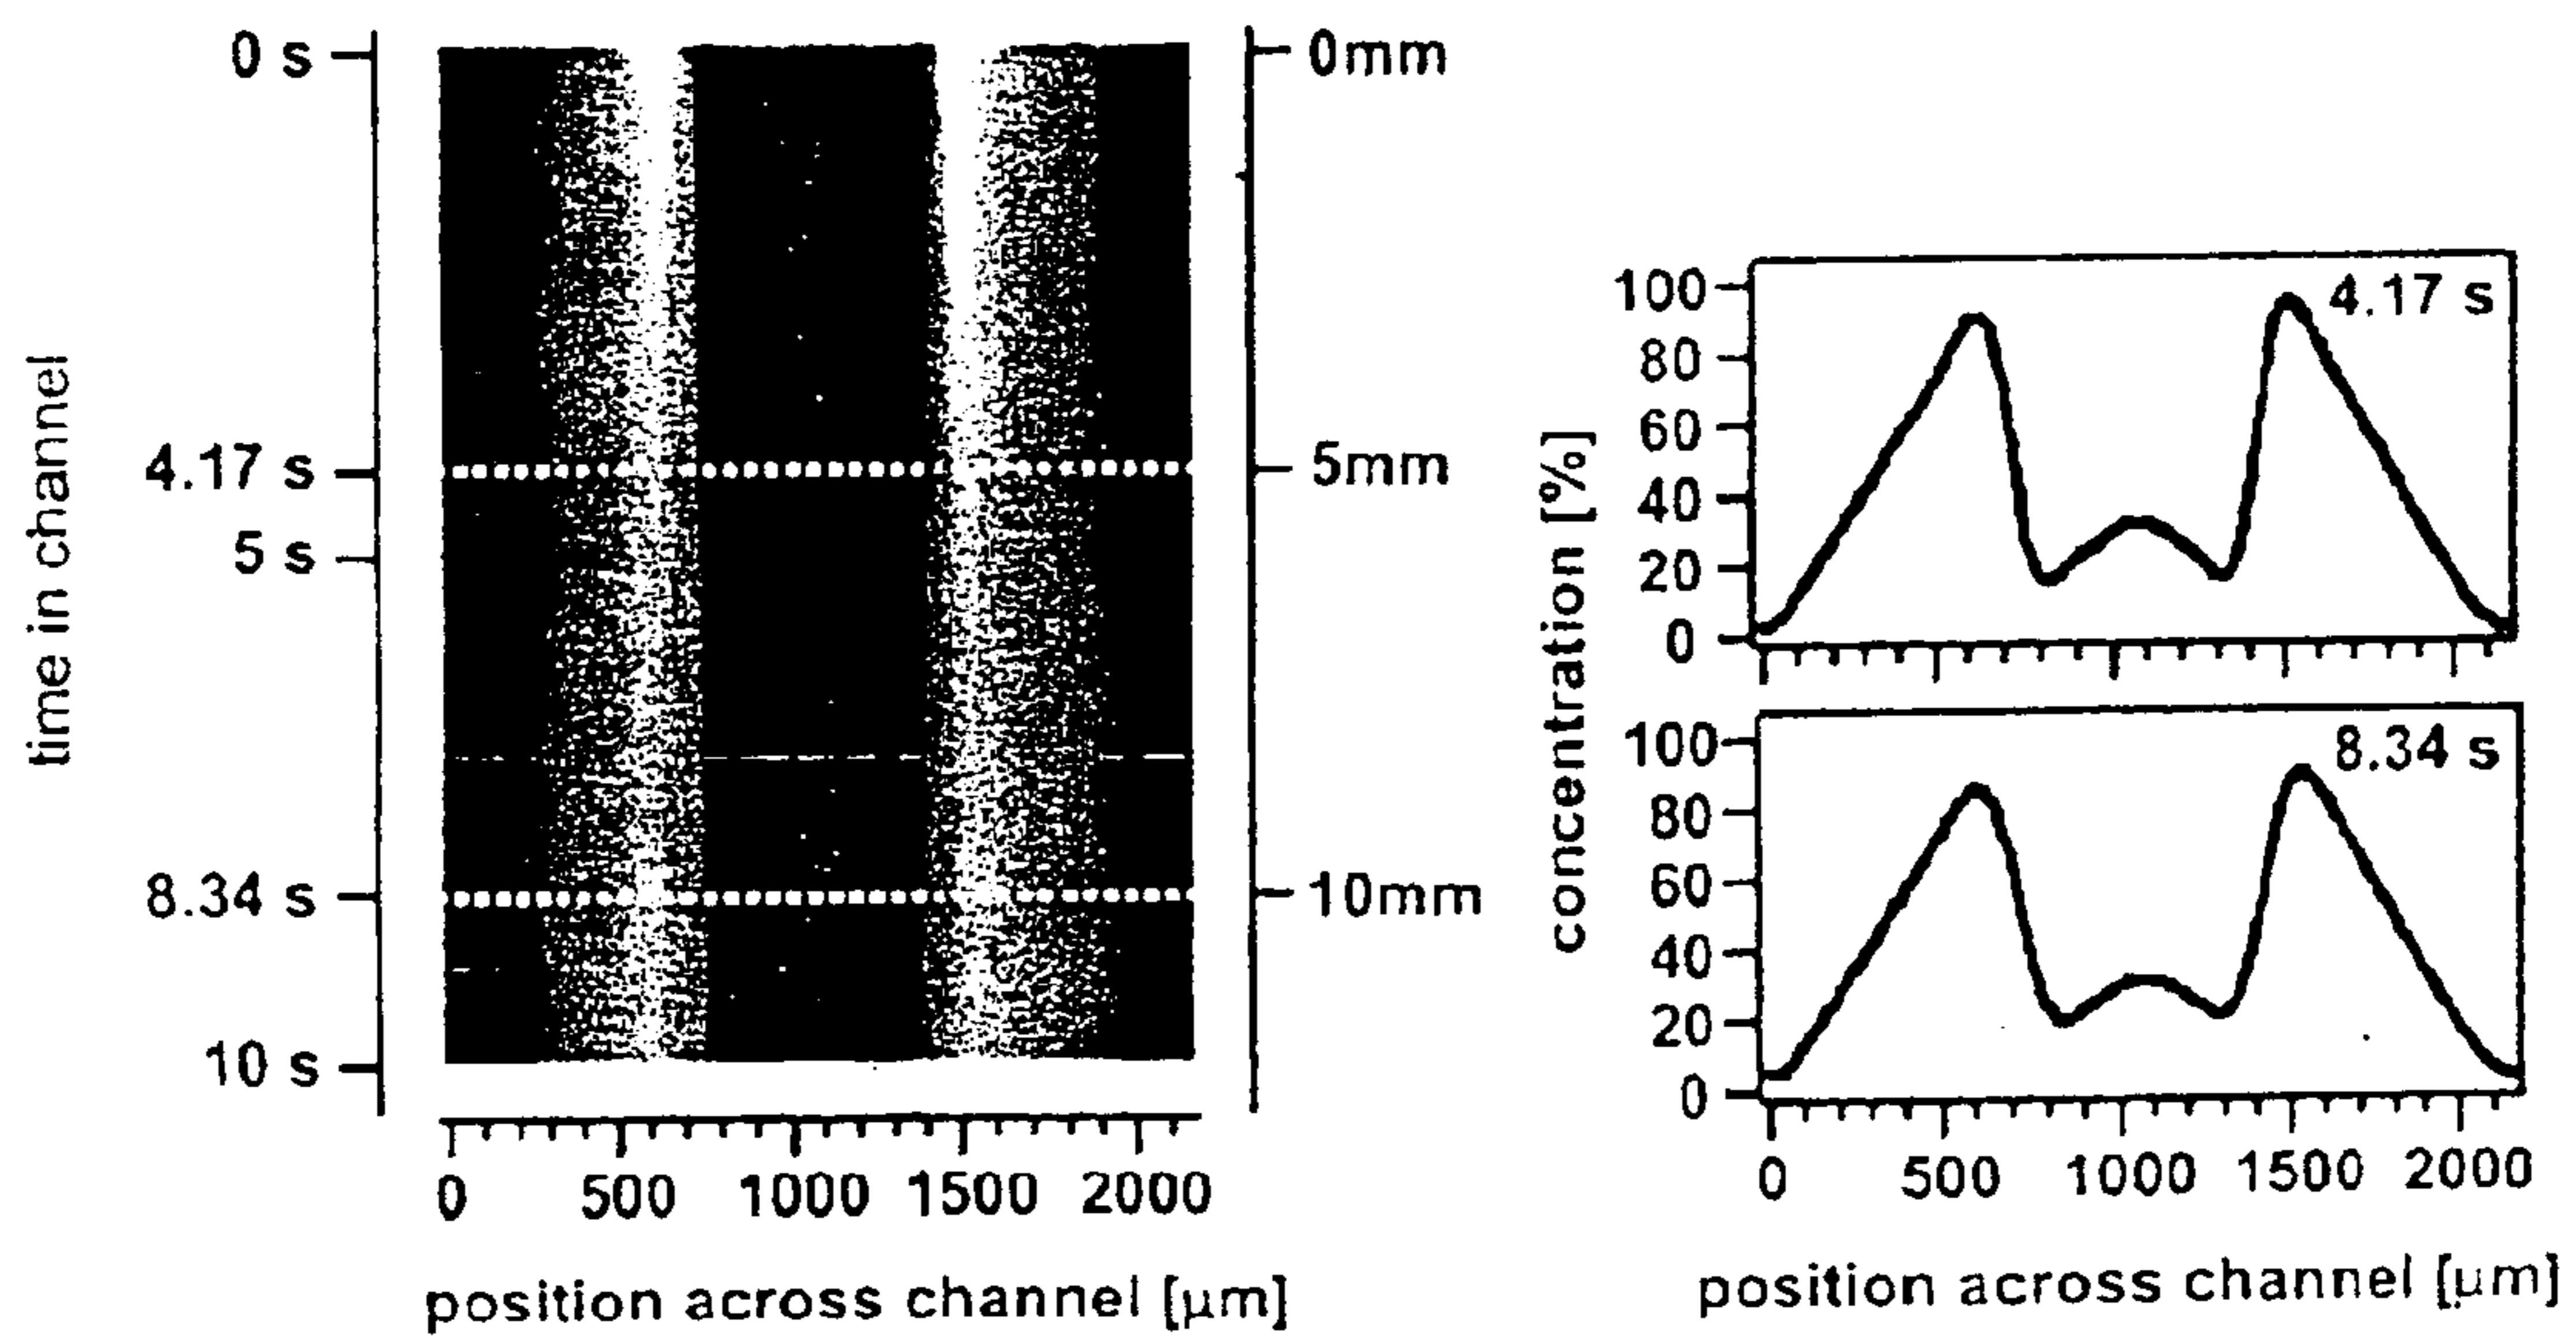 time in channel
0 s
4.17 s
5 s
8.34 s
10 s
0mm
5mm
10mm
0
500
1000
1500
2000
position across channel [μm]
concentration [%]
100
80
60
40
20
0
4.17 s
100
80
60
40
20
0
8.34 s
0
500
1000
1500
2000
position across channel [μm]